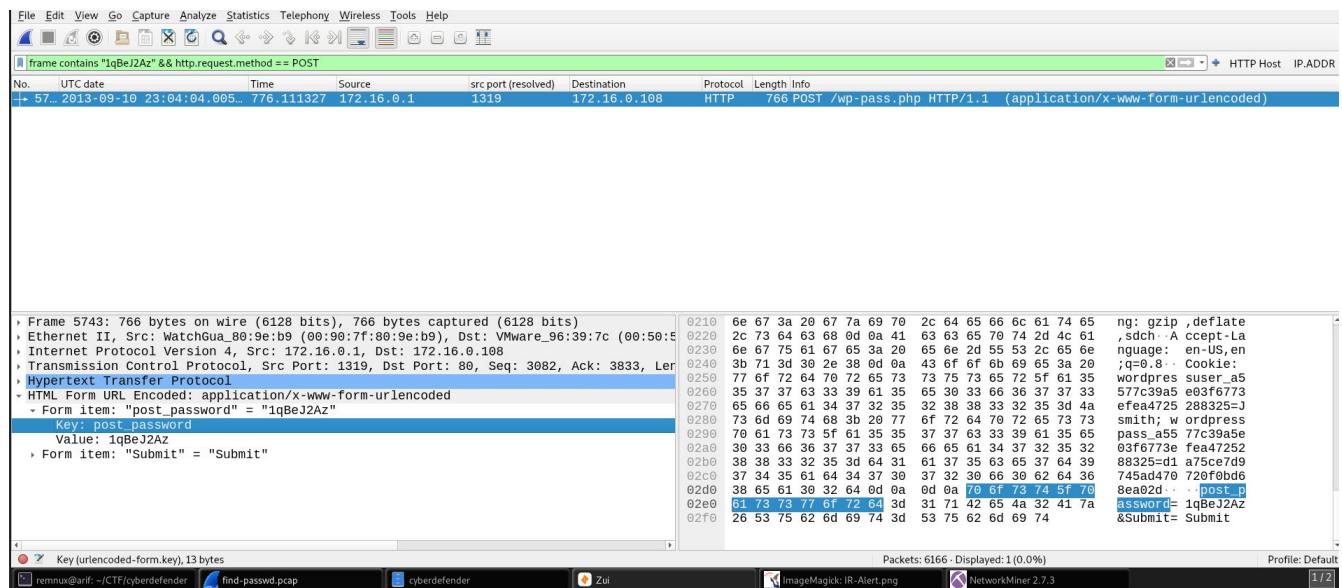 File Edit View Go Capture Analyze Statistics Telephony Wireless Tools Help
frame contains "1qBeJ2Az" && http.request.method == POST
HTTP Host IP.ADDR
No. UTC date Time Source src port (resolved) Destination Protocol Length Info
57… 2013-09-10 23:04:04.005… 776.111327 172.16.0.1 1319 172.16.0.108 HTTP 766 POST /wp-pass.php HTTP/1.1 (application/x-www-form-urlencoded)
Frame 5743: 766 bytes on wire (6128 bits), 766 bytes captured (6128 bits)
Ethernet II, Src: WatchGua_80:9e:b9 (00:90:7f:80:9e:b9), Dst: VMware_96:39:7c (00:50:5
Internet Protocol Version 4, Src: 172.16.0.1, Dst: 172.16.0.108
Transmission Control Protocol, Src Port: 1319, Dst Port: 80, Seq: 3082, Ack: 3833, Ler
Hypertext Transfer Protocol
HTML Form URL Encoded: application/x-www-form-urlencoded
Form item: "post_password" = "1qBeJ2Az"
Key: post_password
Value: 1qBeJ2Az
Form item: "Submit" = "Submit"
0210 6e 67 3a 20 67 7a 69 70 2c 64 65 66 6c 61 74 65 ng: gzip ,deflate
0220 2c 73 64 63 68 0d 0a 41 63 63 65 70 74 2d 4c 61 ,sdch··A ccept-La
0230 6e 67 75 61 67 65 3a 20 65 6e 2d 55 53 2c 65 6e nguage: en-US,en
0240 3b 71 3d 30 2e 38 0d 0a 43 6f 6f 6b 69 65 3a 20 ;q=0.8·· Cookie:
0250 77 6f 72 64 70 72 65 73 73 75 73 65 72 5f 61 35 wordpres suser_a5
0260 35 37 37 63 33 39 61 35 65 30 33 66 36 37 37 33 577c39a5 e03f6773
0270 65 66 65 61 34 37 32 35 32 38 38 33 32 35 3d 4a efea4725 288325=J
0280 73 6d 69 74 68 3b 20 77 6f 72 64 70 72 65 73 73 smith; w ordpress
0290 70 61 73 73 5f 61 35 35 37 37 63 33 39 61 35 65 pass_a55 77c39a5e
02a0 30 33 66 36 37 37 33 65 66 65 61 34 37 32 35 32 03f6773e fea47252
02b0 38 38 33 32 35 3d 64 31 61 37 35 63 65 37 64 39 88325=d1 a75ce7d9
02c0 37 34 35 61 64 34 37 30 37 32 30 66 30 62 64 36 745ad470 720f0bd6
02d0 38 65 61 30 32 64 0d 0a 0d 0a 70 6f 73 74 5f 70 8ea02d·· ··post_p
02e0 61 73 73 77 6f 72 64 3d 31 71 42 65 4a 32 41 7a assword= 1qBeJ2Az
02f0 26 53 75 62 6d 69 74 3d 53 75 62 6d 69 74 &Submit= Submit
Key (urlencoded-form.key), 13 bytes Packets: 6166 · Displayed: 1 (0.0%) Profile: Default
remnux@arif: ~/CTF/cyberdefender find-passwd.pcap cyberdefender Zui ImageMagick: IR-Alert.png NetworkMiner 2.7.3 1/2